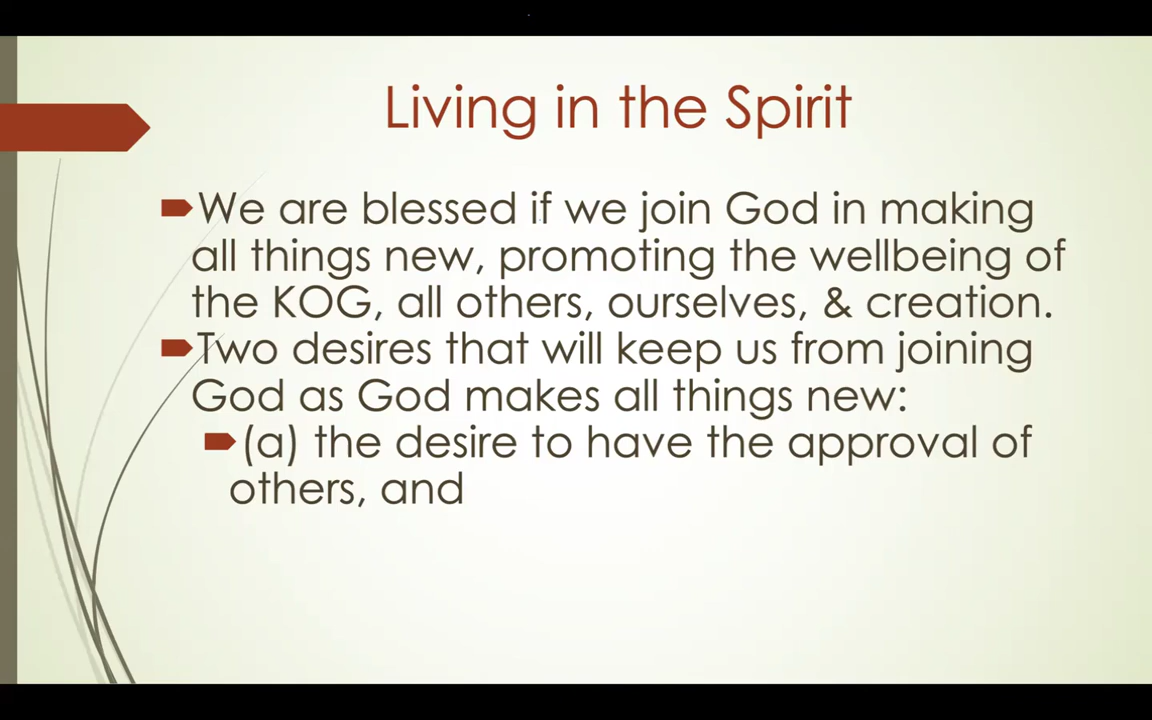 Living in the Spirit
We are blessed if we join God in making
all things new, promoting the wellbeing of
the KOG, all others, ourselves, & creation.
Two desires that will keep us from joining
God as God makes all things new:
(a) the desire to have the approval of
others, and